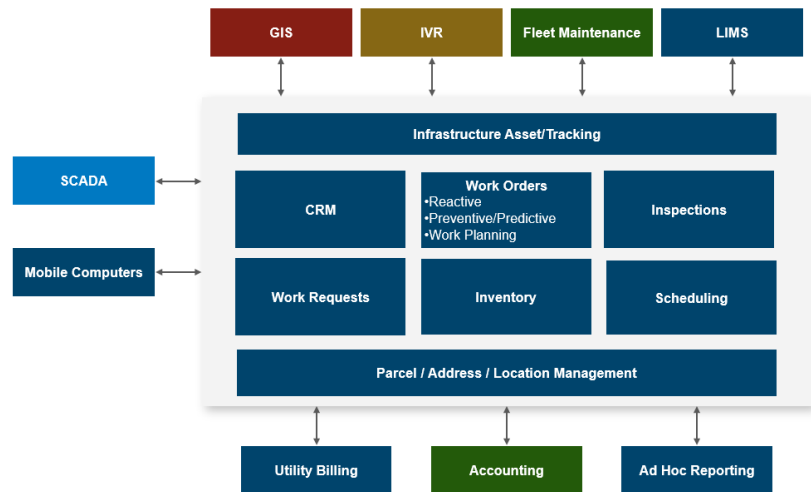 GIS
IVR
Fleet Maintenance
LIMS
Infrastructure Asset/Tracking
SCADA
CRM
Work Orders
•Reactive
•Preventive/Predictive
•Work Planning
Inspections
Mobile Computers
Work Requests
Inventory
Scheduling
Parcel / Address / Location Management
Utility Billing
Accounting
Ad Hoc Reporting